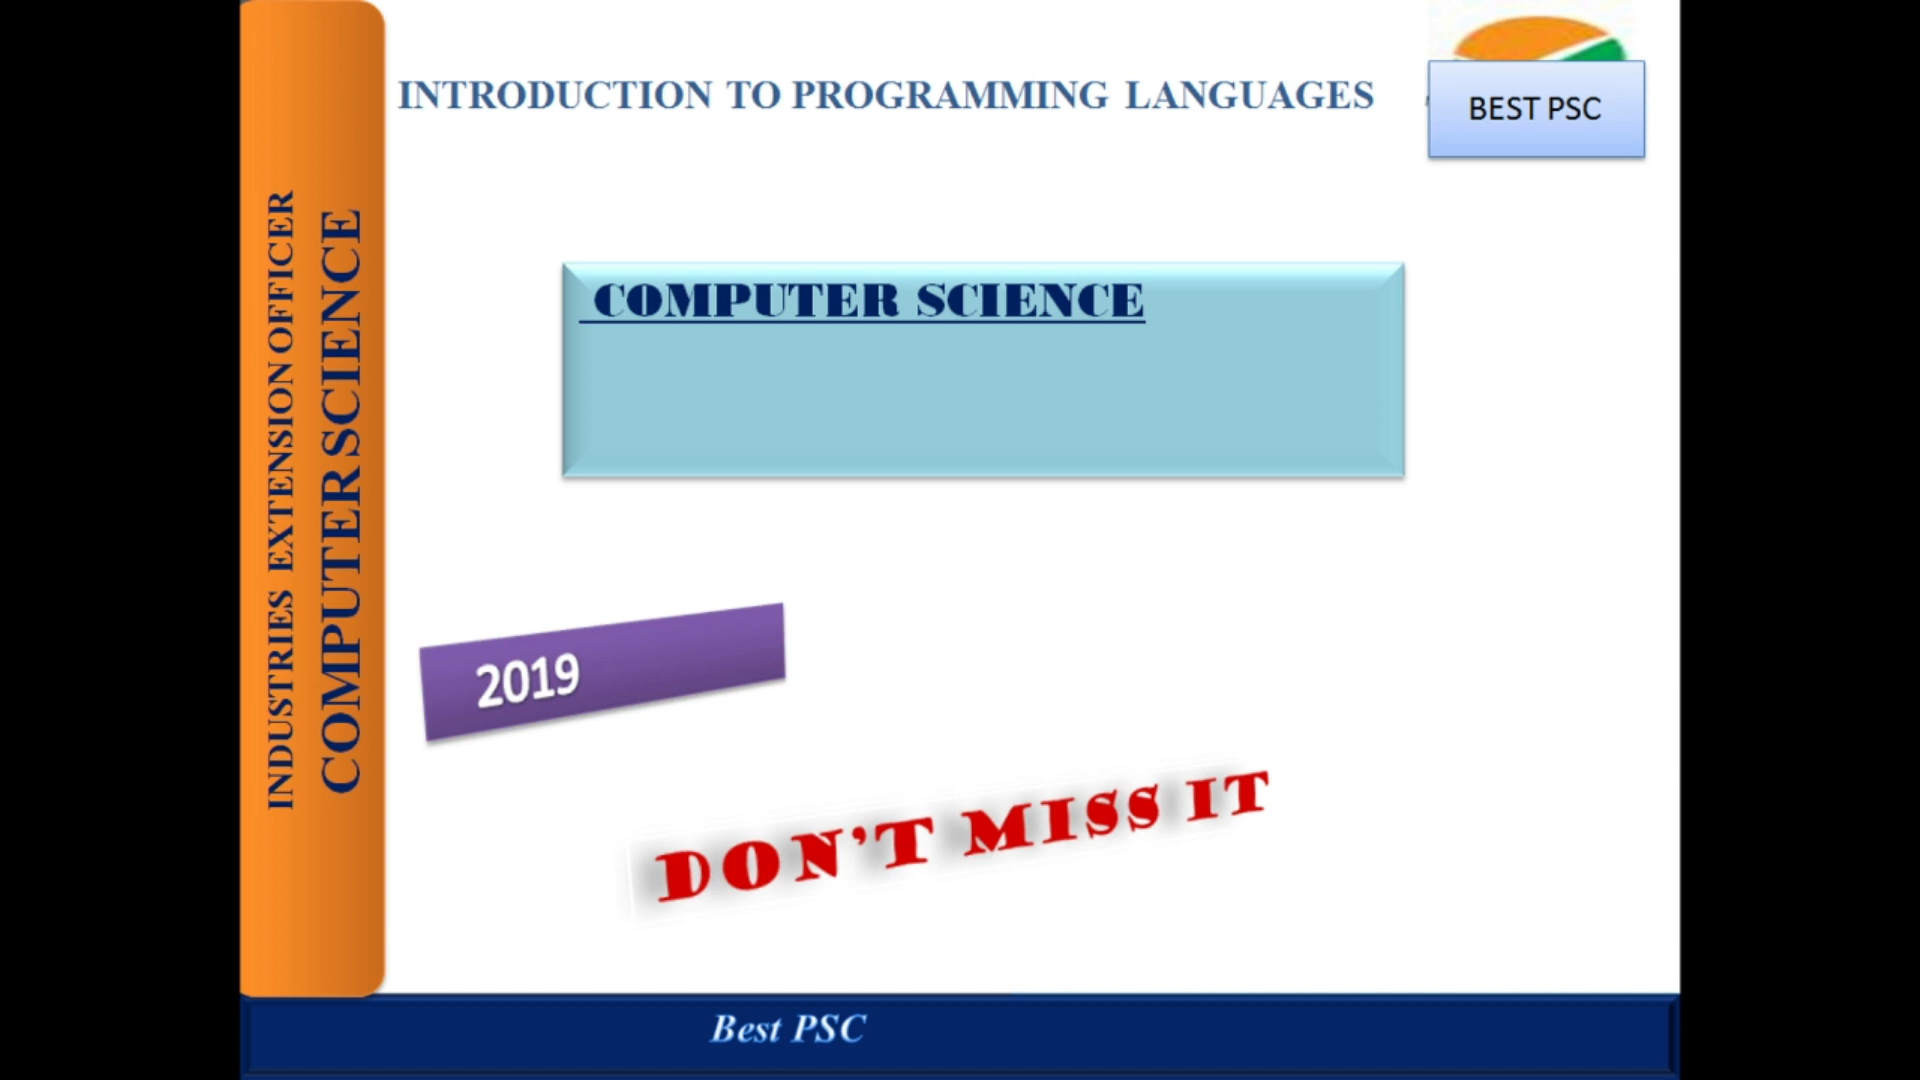 INTRODUCTION TO PROGRAMMING LANGUAGES
BEST PSC
INDUSTRIES EXTENSION OFFICER
COMPUTER SCIENCE
COMPUTER SCIENCE
2019
DON'T MISS IT
Best PSC